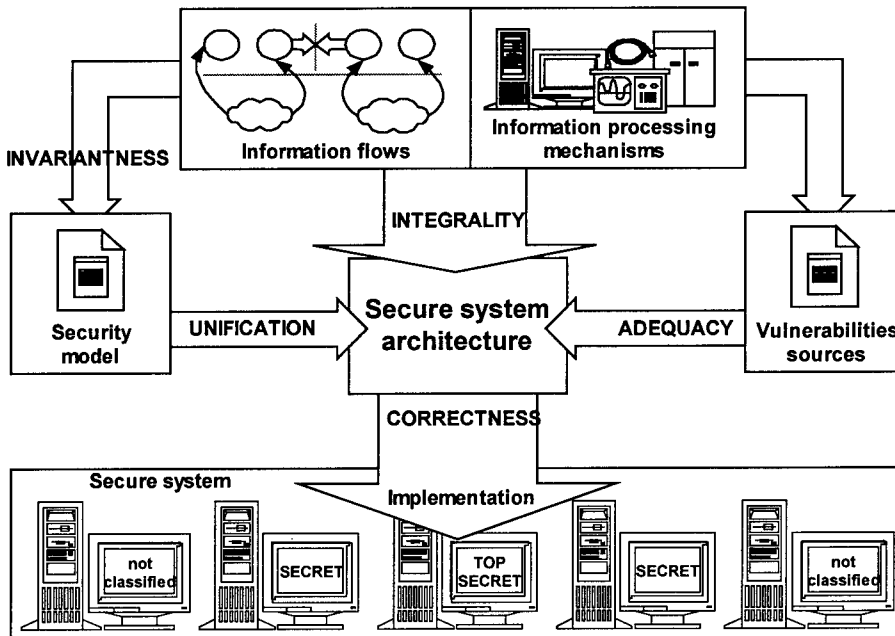 Information flows
Information processing
mechanisms
INVARIANTNESS
INTEGRALITY
Security
model
UNIFICATION
Secure system
architecture
ADEQUACY
Vulnerabilities
sources
CORRECTNESS
Secure system
Implementation
not
classified
SECRET
TOP
SECRET
SECRET
not
classified